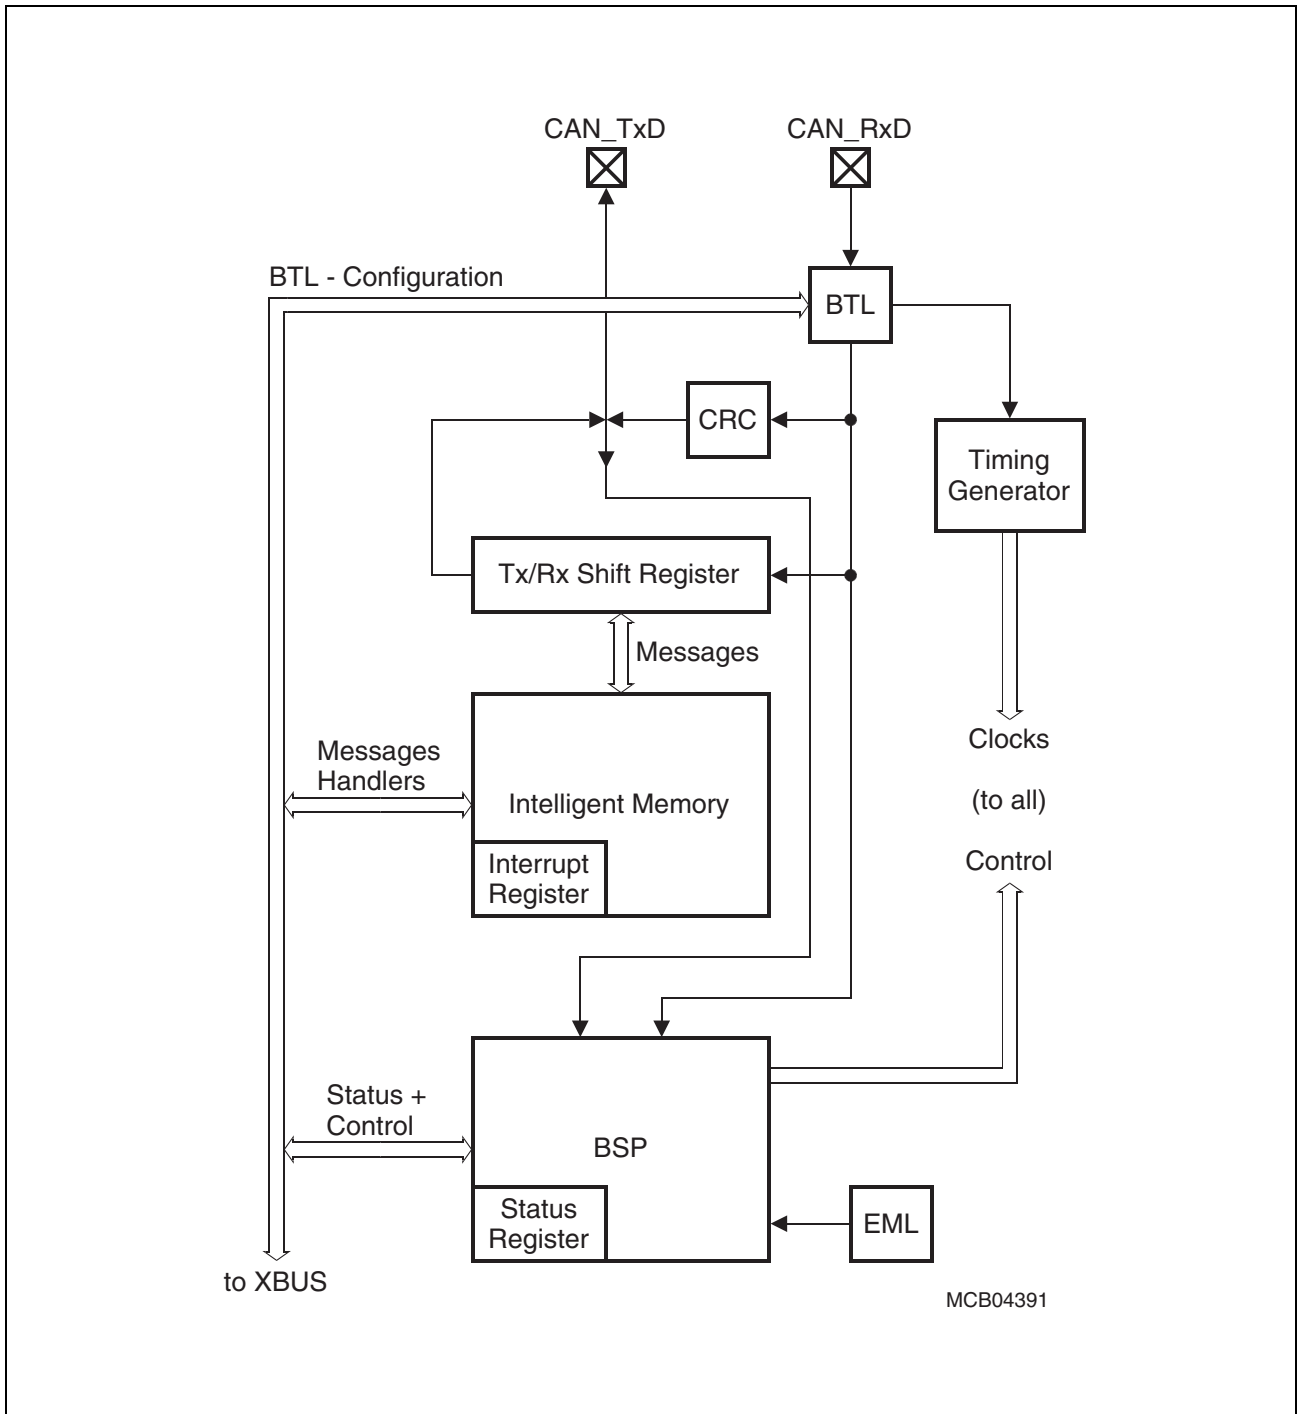 CAN_TxD
CAN_RxD
BTL - Configuration
BTL
CRC
Timing
Generator
Tx/Rx Shift Register
Messages
Clocks
Messages
Handlers
(to all)
Intelligent Memory
Control
Interrupt
Register
Status +
Control
BSP
Status
Register
EML
to XBUS
MCB04391